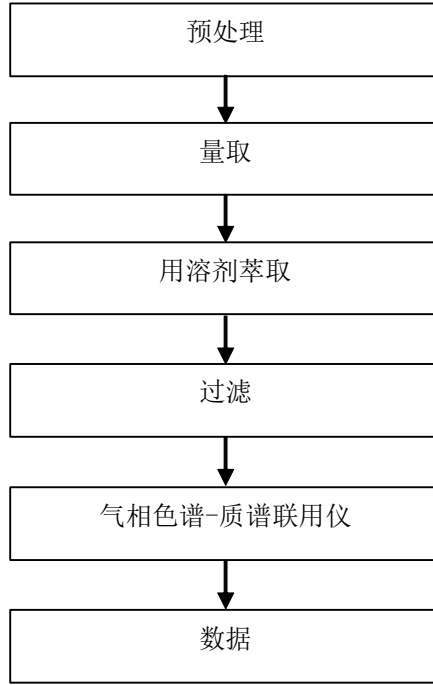 预处理
量取
用溶剂萃取
过滤
气相色谱-质谱联用仪
数据